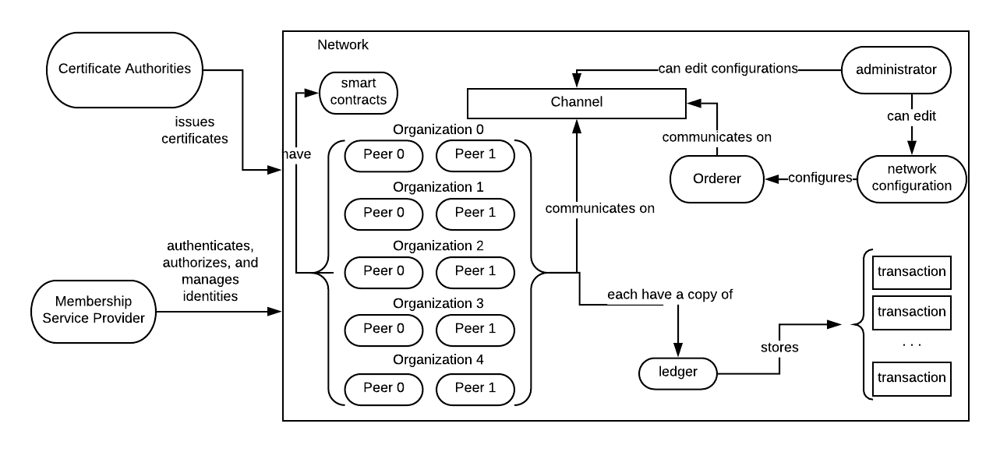 Network
Certificate Authorities
issues
certificates
authenticates,
authorizes, and
manages
identities
Membership
Service Provider
smart
contracts
have
Organization 0
Peer 0 Peer 1
Organization 1
Peer 0 Peer 1
Organization 2
Peer 0 Peer 1
Organization 3
Peer 0 Peer 1
Organization 4
Peer 0 Peer 1
can edit configurations
administrator
Channel
can edit
communicates on
Orderer
configures
network
configuration
communicates on
each have a copy of
ledger
stores
transaction
transaction
. . .
transaction